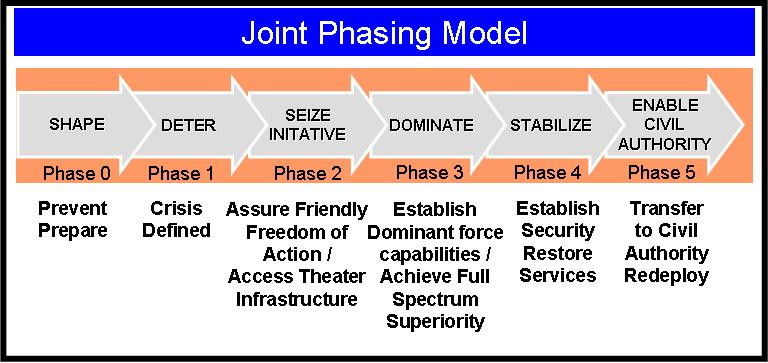 Joint Phasing Model
SHAPE
DETER
SEIZE
INITATIVE
DOMINATE
STABILIZE
ENABLE
CIVIL
AUTHORITY
Phase 0
Phase 1
Phase 2
Phase 3
Phase 4
Phase 5
Prevent
Prepare
Crisis
Defined
Assure Friendly
Freedom of
Action /
Access Theater
Infrastructure
Establish
Dominant force
capabilities /
Achieve Full
Spectrum
Superiority
Establish
Security
Restore
Services
Transfer
to Civil
Authority
Redeploy